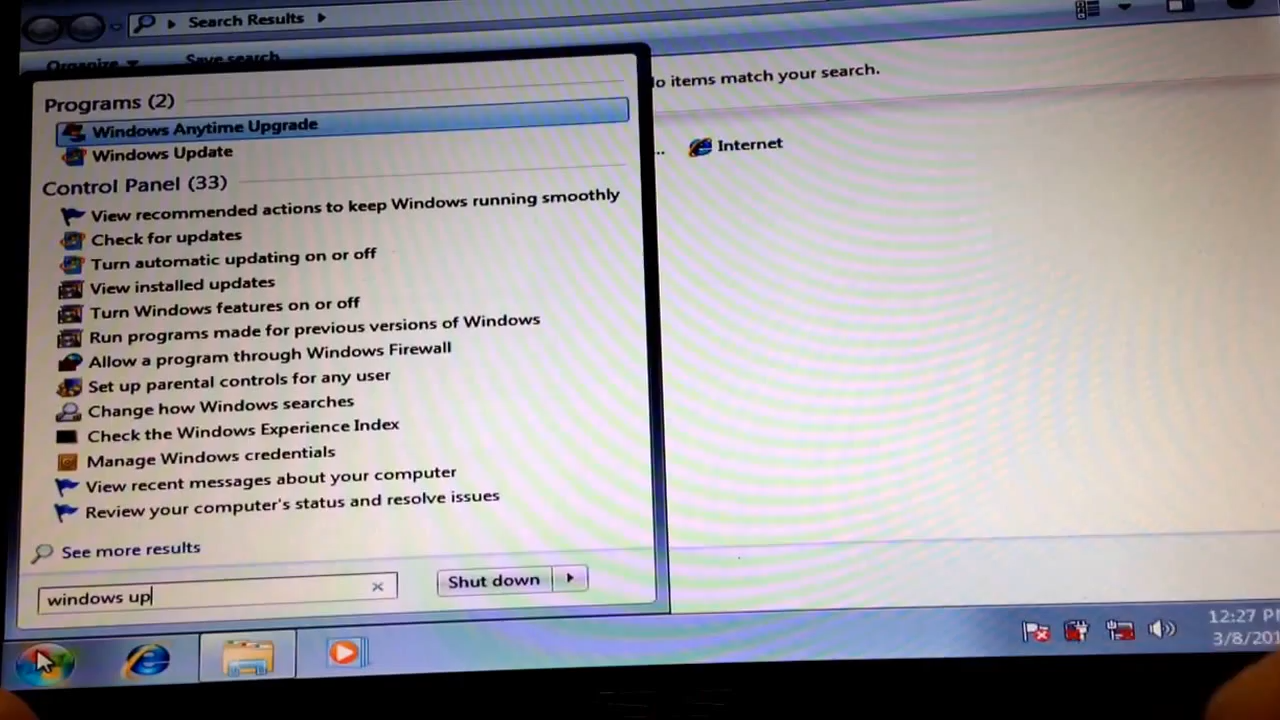 Search Results
Organize
Save search
Programs (2)
No items match your search.
Windows Anytime Upgrade
Windows Update
... Internet
Control Panel (33)
View recommended actions to keep Windows running smoothly
Check for updates
Turn automatic updating on or off
View installed updates
Turn Windows features on or off
Run programs made for previous versions of Windows
Allow a program through Windows Firewall
Set up parental controls for any user
Change how Windows searches
Check the Windows Experience Index
Manage Windows credentials
View recent messages about your computer
Review your computer's status and resolve issues
See more results
windows up
Shut down
12:27 P
3/8/201